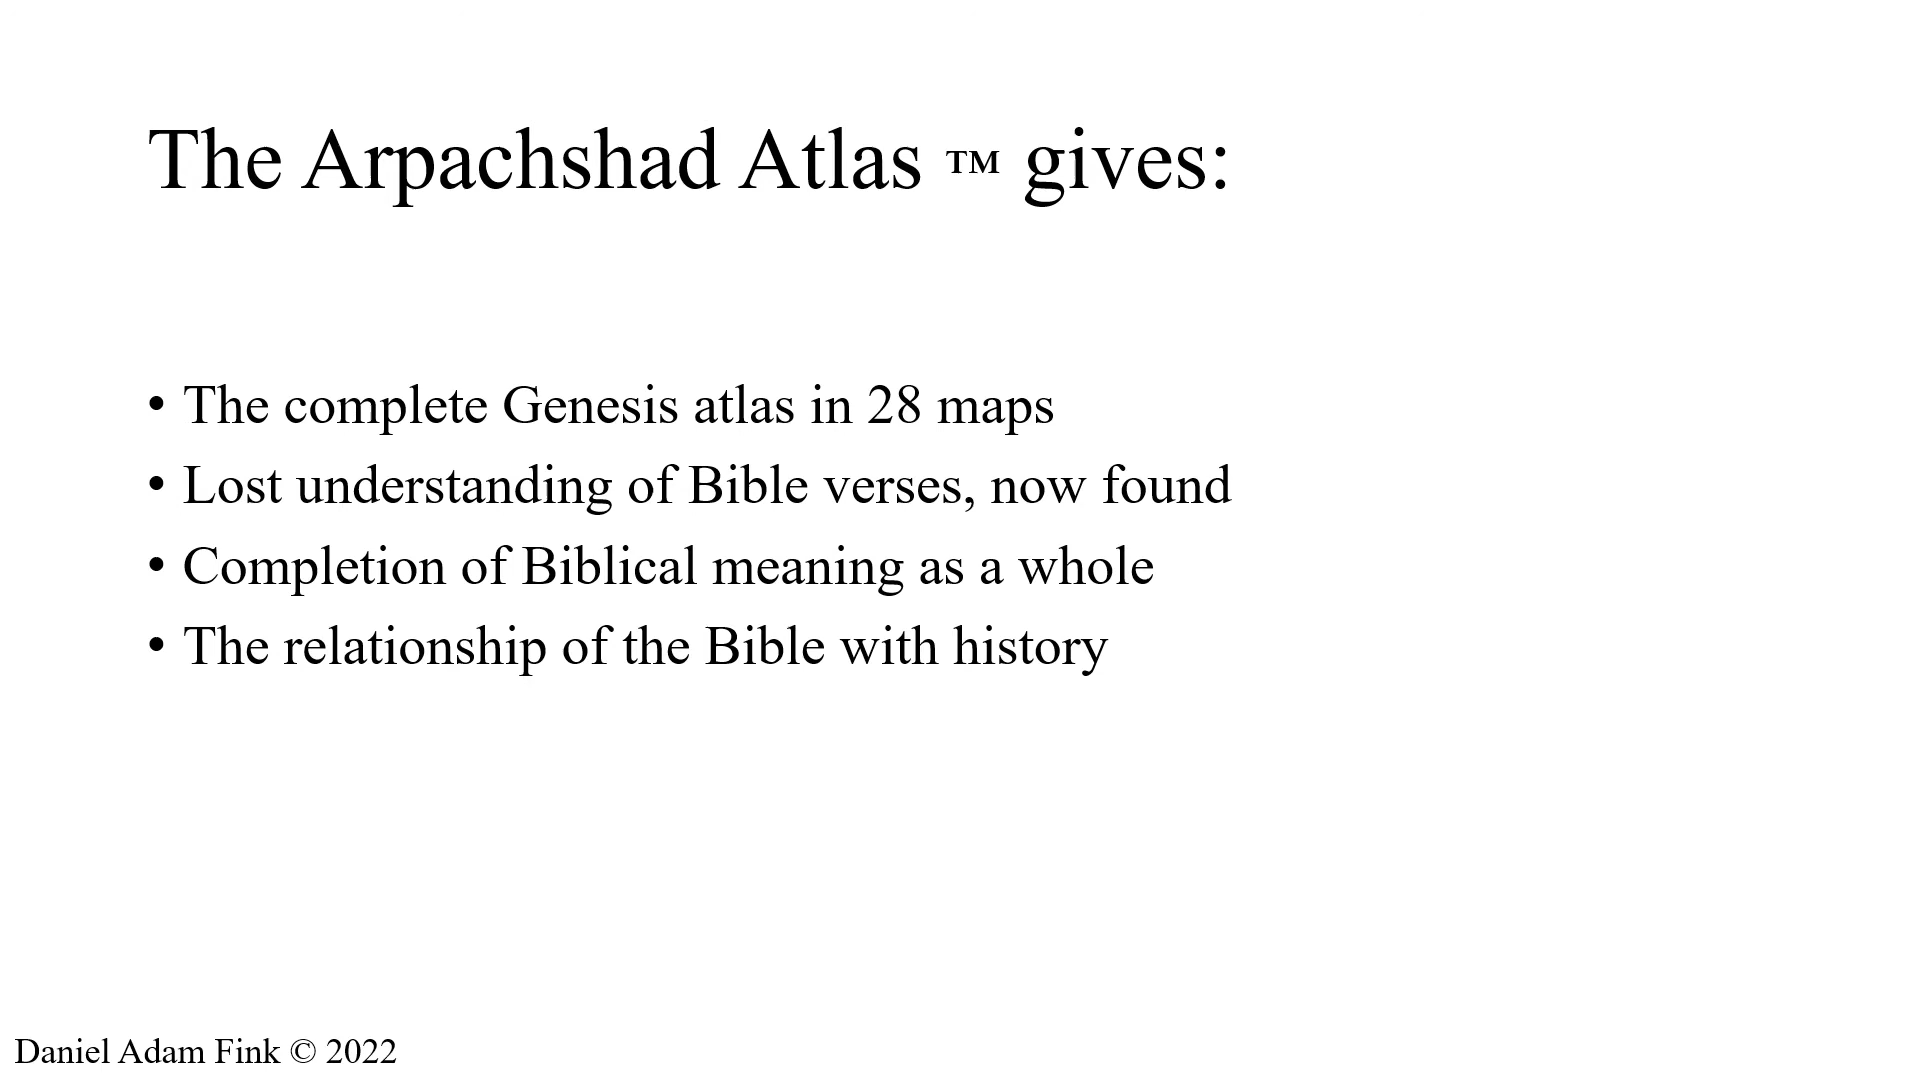 The Arpachshad Atlas ™ gives:
• The complete Genesis atlas in 28 maps
• Lost understanding of Bible verses, now found
• Completion of Biblical meaning as a whole
• The relationship of the Bible with history
Daniel Adam Fink © 2022